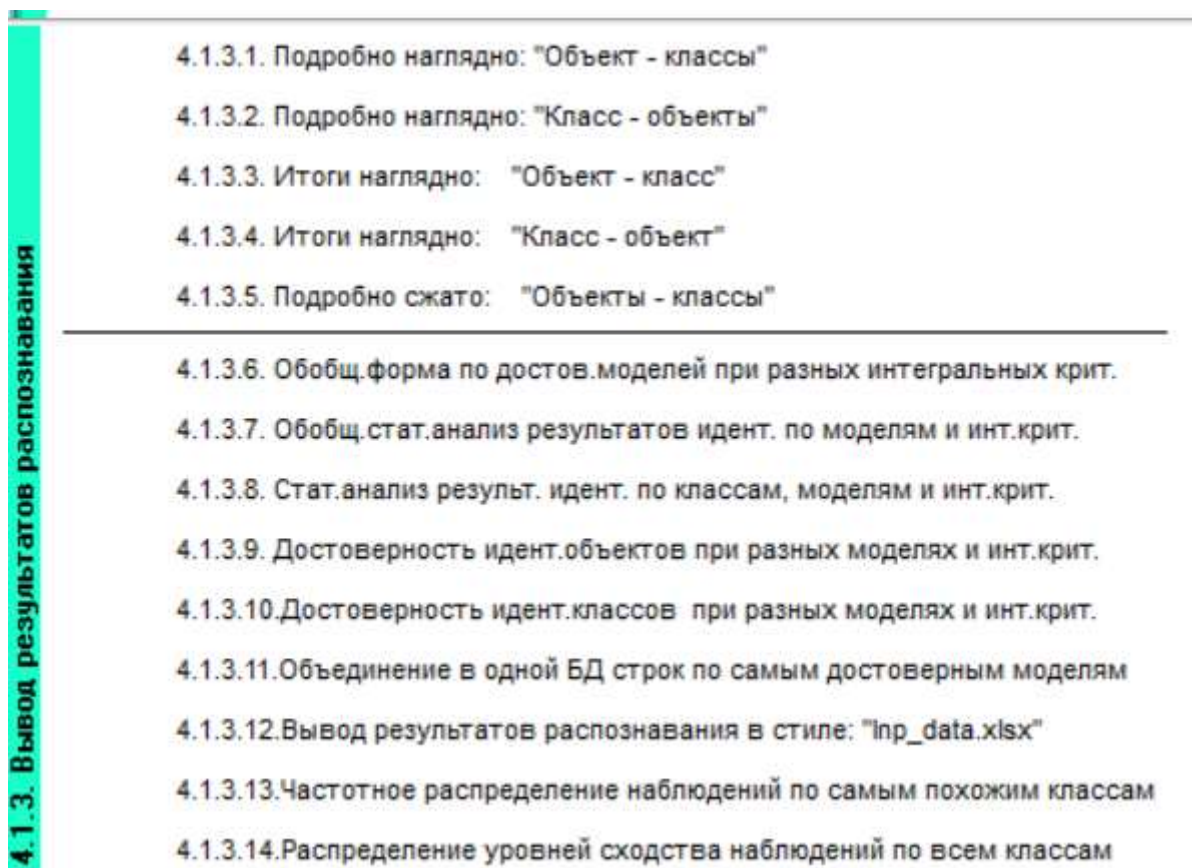 4.1.3. Вывод результатов распознавания
4.1.3.1. Подробно наглядно: "Объект - классы"
4.1.3.2. Подробно наглядно: "Класс - объекты"
4.1.3.3. Итоги наглядно: "Объект - класс"
4.1.3.4. Итоги наглядно: "Класс - объект"
4.1.3.5. Подробно сжато: "Объекты - классы"
4.1.3.6. Обобщ.форма по достов.моделей при разных интегральных крит.
4.1.3.7. Обобщ.стат.анализ результатов идент. по моделям и инт.крит.
4.1.3.8. Стат.анализ результ. идент. по классам, моделям и инт.крит.
4.1.3.9. Достоверность идент.объектов при разных моделях и инт.крит.
4.1.3.10.Достоверность идент.классов при разных моделях и инт.крит.
4.1.3.11.Объединение в одной БД строк по самым достоверным моделям
4.1.3.12.Вывод результатов распознавания в стиле: "Inp_data.xlsx"
4.1.3.13.Частотное распределение наблюдений по самым похожим классам
4.1.3.14.Распределение уровней сходства наблюдений по всем классам